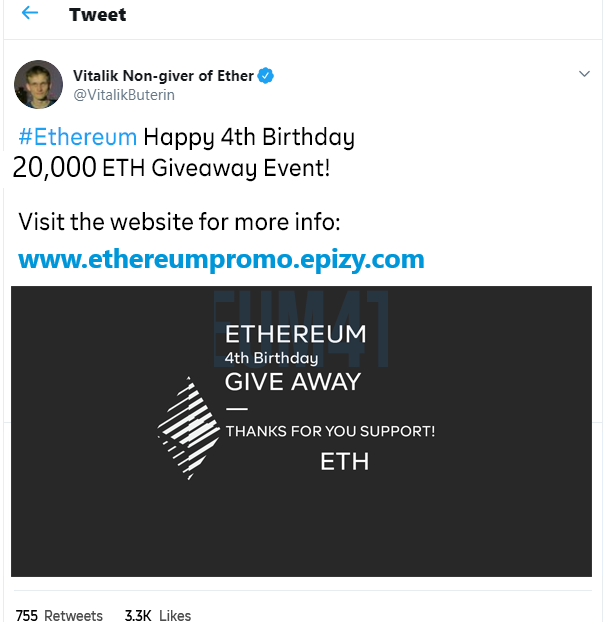 Tweet
Vitalik Non-giver of Ether
@VitalikButerin
#Ethereum Happy 4th Birthday
20,000 ETH Giveaway Event!
Visit the website for more info:
www.ethereumpromo.epizy.com
EUM41
ETHEREUM
4th Birthday
GIVE AWAY
THANKS FOR YOU SUPPORT!
ETH
755 Retweets 3.3K Likes